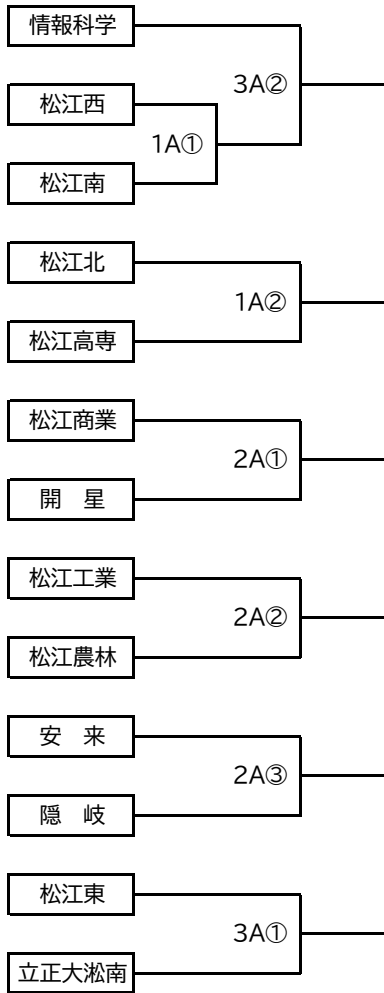 情報科学
3A②
松江西
1A①
松江南
松江北
1A②
松江高専
松江商業
2A①
開　星
松江工業
2A②
松江農林
安　来
2A③
隠　岐
松江東
3A①
立正大淞南